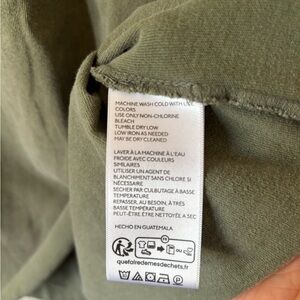 MACHINE WASH COLD WITH LIKE
COLORS
USE ONLY NON-CHLORINE
BLEACH
TUMBLE DRY LOW
LOW IRON AS NEEDED
MAY BE DRY CLEANED
LAVER À LA MACHINE À L'EAU
FROIDE AVEC COULEURS
SIMILAIRES
UTILISER UN AGENT DE
BLANCHIMENT SANS CHLORE SI
NÉCESSAIRE
SÉCHER PAR CULBUTAGE À BASSE
TEMPÉRATURE
REPASSER, AU BESOIN, À TRÈS
BASSE TEMPÉRATURE
PEUT-ÊTRE ÊTRE NETTOYÉE A SEC
HECHO EN GUATEMALA
FR
quefairedemesdechets.fr